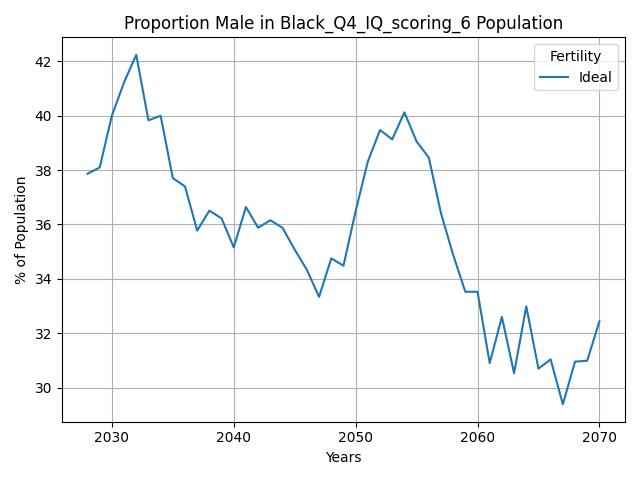 Proportion Male in Black_Q4_IQ_scoring_6 Population
Fertility
Ideal
% of Population
42
40
38
36
34
32
30
2030 2040 2050 2060 2070
Years